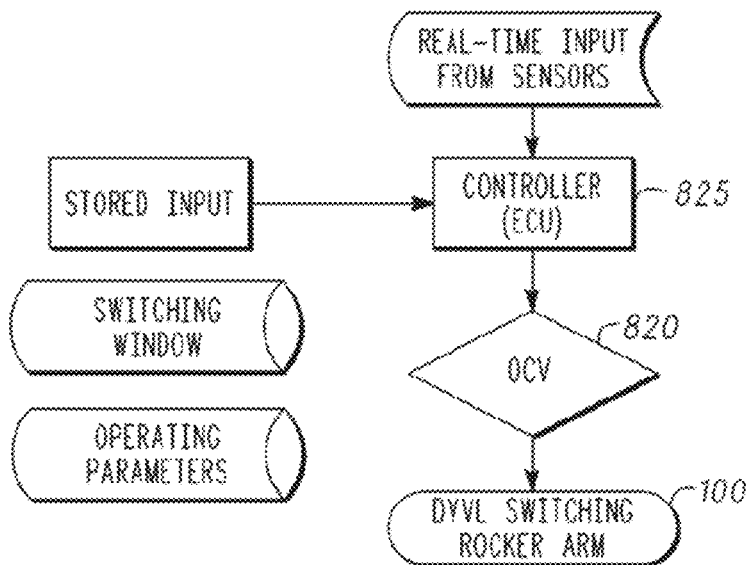 REAL-TIME INPUT
FROM SENSORS
STORED INPUT
CONTROLLER
(ECU)
825
SWITCHING
WINDOW
820
OCV
OPERATING
PARAMETERS
100
DVVL SWITCHING
ROCKER ARM